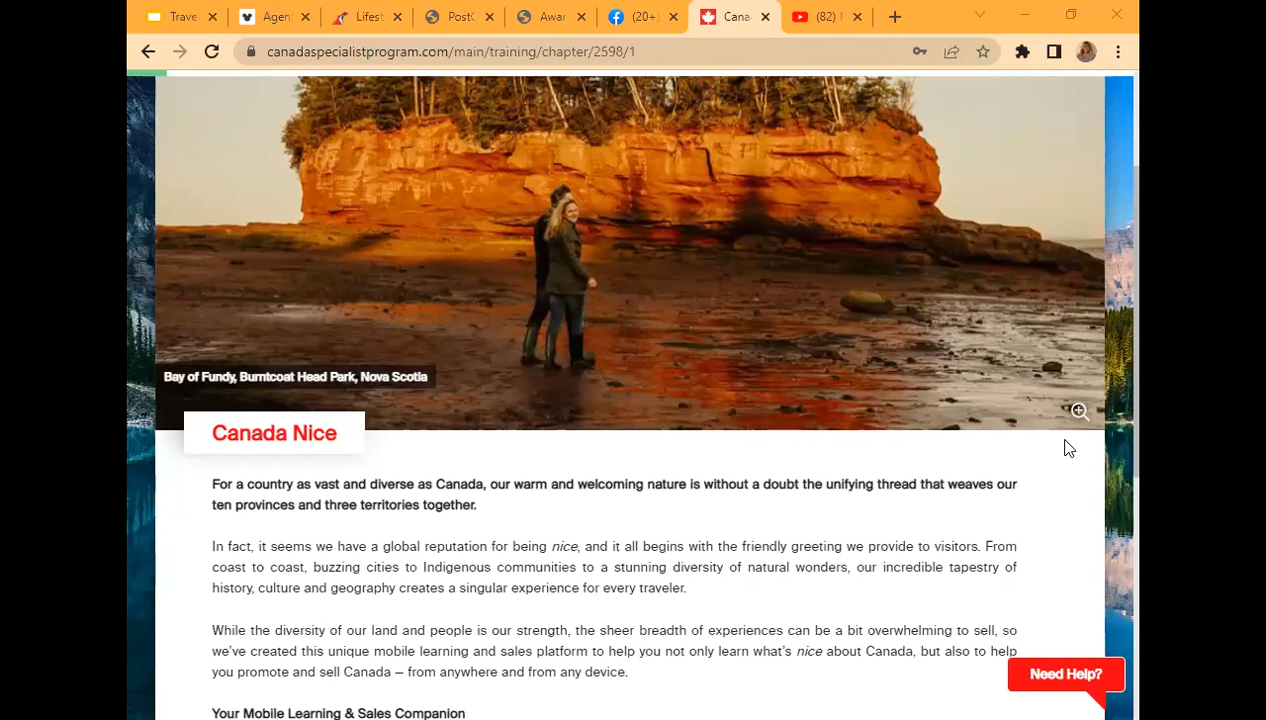 Trave
Agen
Lifest
PostC
Awar
(20+)
Cana
(82)
canadaspecialistprogram.com/main/training/chapter/2598/1
Bay of Fundy, Burntcoat Head Park, Nova Scotia
Canada Nice
For a country as vast and diverse as Canada, our warm and welcoming nature is without a doubt the unifying thread that weaves our
ten provinces and three territories together.
In fact, it seems we have a global reputation for being nice, and it all begins with the friendly greeting we provide to visitors. From
coast to coast, buzzing cities to Indigenous communities to a stunning diversity of natural wonders, our incredible tapestry of
history, culture and geography creates a singular experience for every traveler.
While the diversity of our land and people is our strength, the sheer breadth of experiences can be a bit overwhelming to sell, so
we've created this unique mobile learning and sales platform to help you not only learn what's nice about Canada, but also to help
you promote and sell Canada — from anywhere and from any device.
Need Help?
Your Mobile Learning & Sales Companion